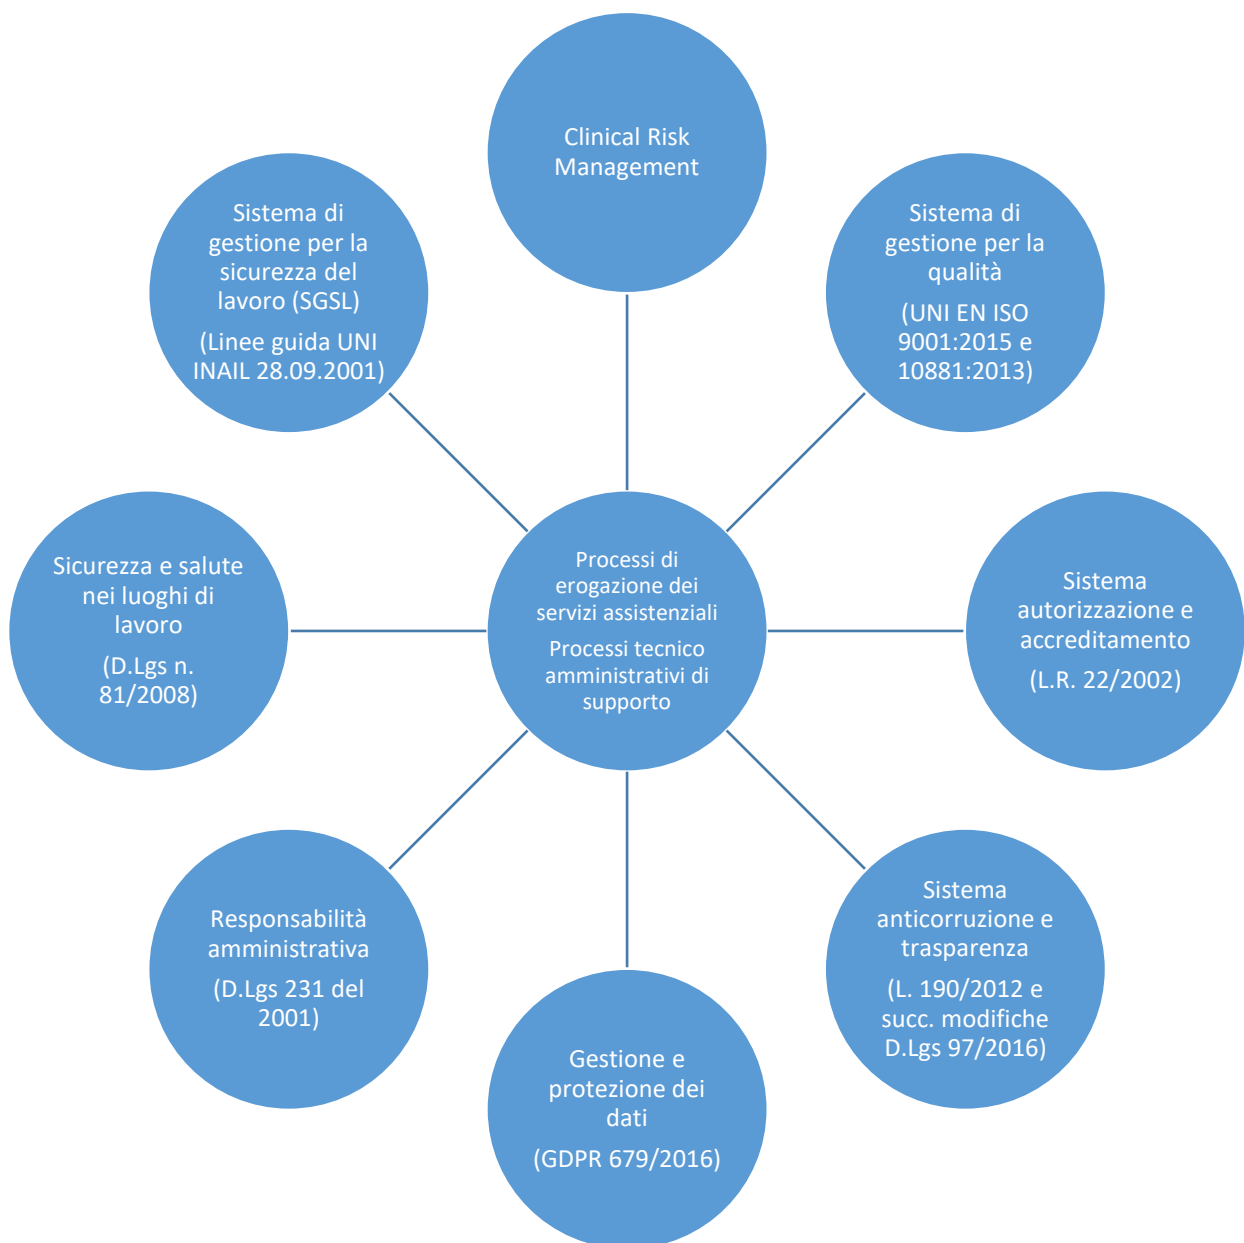 Clinical Risk
Management
Sistema di
gestione per la
sicurezza del
lavoro (SGSL)
(Linee guida UNI
INAIL 28.09.2001)
Sistema di
gestione per la
qualità
(UNI EN ISO
9001:2015 e
10881:2013)
Sicurezza e salute
nei luoghi di
lavoro
(D.Lgs n.
81/2008)
Processi di
erogazione dei
servizi assistenziali
Processi tecnico
amministrativi di
supporto
Sistema
autorizzazione e
accreditamento
(L.R. 22/2002)
Responsabilità
amministrativa
(D.Lgs 231 del
2001)
Sistema
anticorruzione e
trasparenza
(L. 190/2012 e
succ. modifiche
D.Lgs 97/2016)
Gestione e
protezione dei
dati
(GDPR 679/2016)